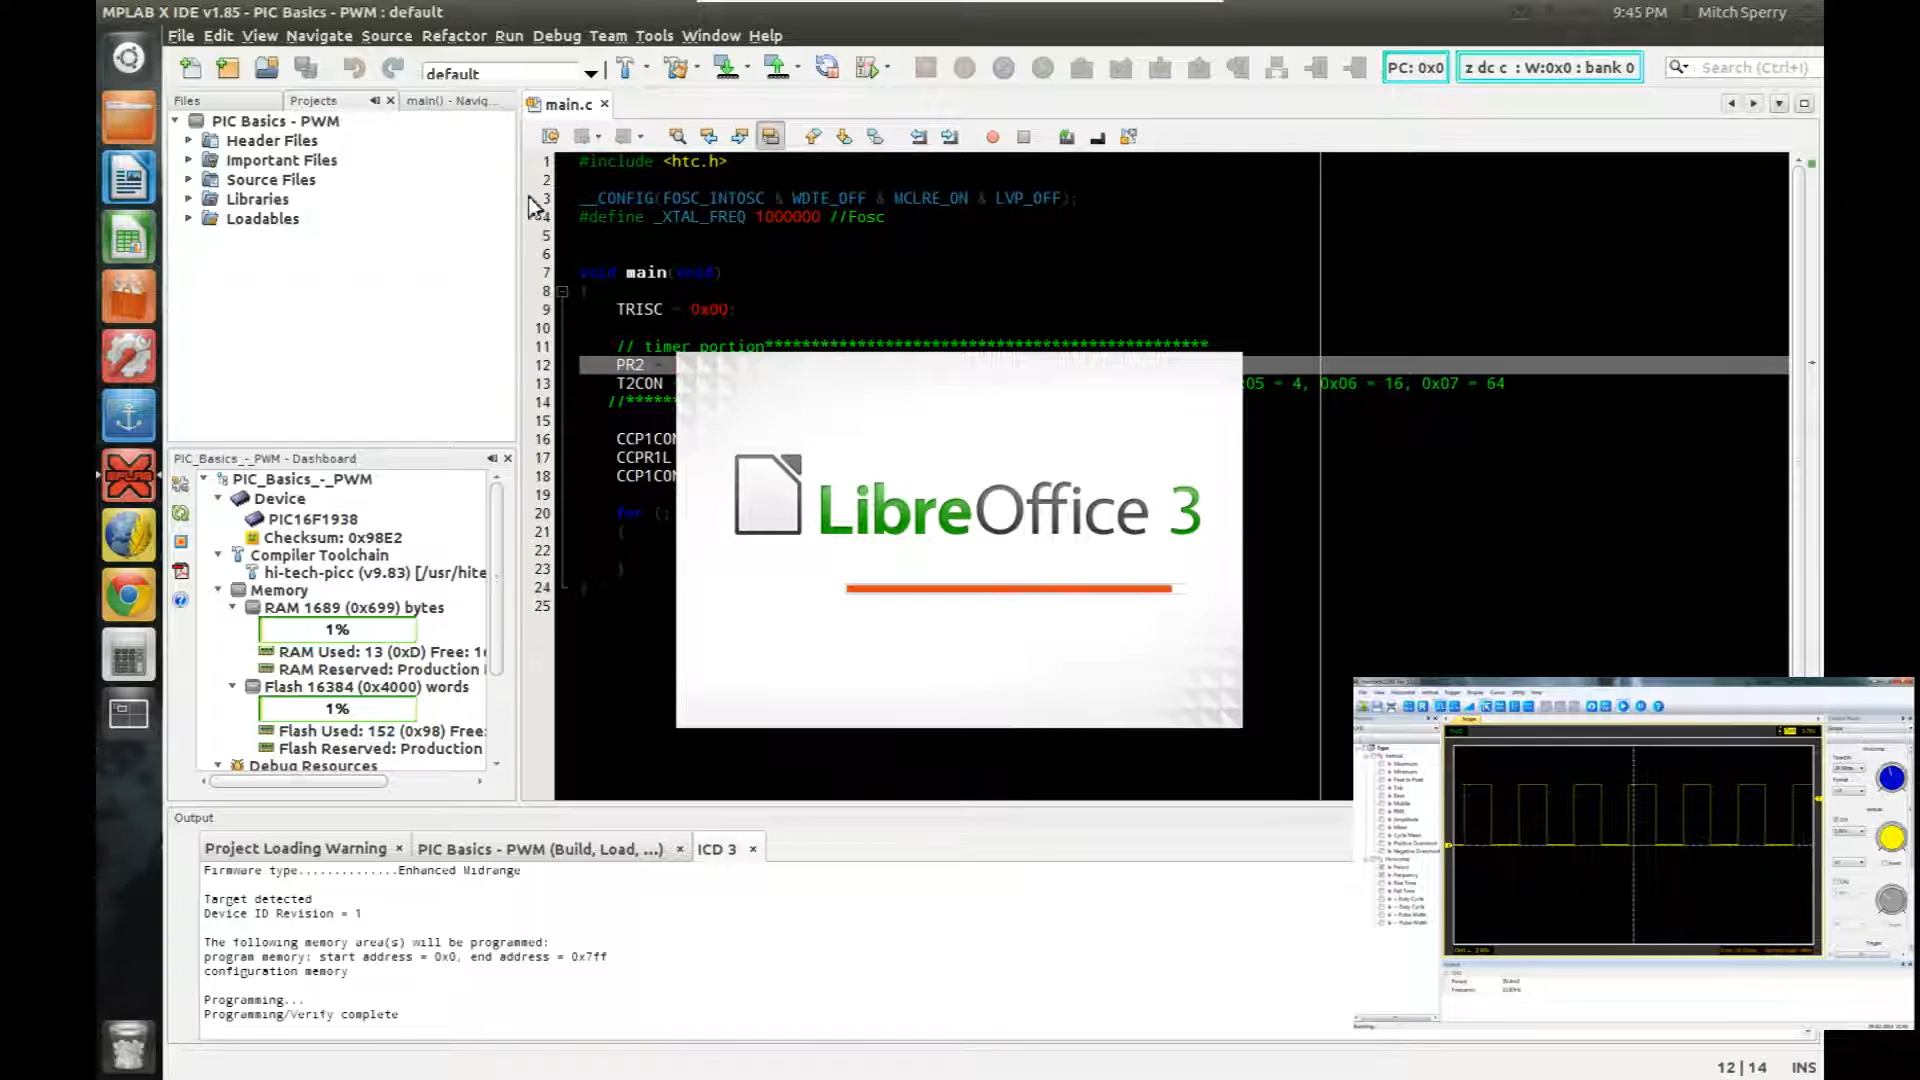 MPLAB X IDE v1.85 - PIC Basics - PWM : default
9:45 PM
Mitch Sperry
File Edit View Navigate Source Refactor Run Debug Team Tools Window Help
default
PC: 0x0
z dc c : W:0x0 : bank 0
Search (Ctrl+I)
Files
Projects
main() - Navig...
main.c
PIC Basics - PWM
Header Files
Important Files
Source Files
Libraries
Loadables
1 #include <htc.h>
2
3 __CONFIG(FOSC_INTOSC & WDTE_OFF & MCLRE_ON & LVP_OFF);
4 #define _XTAL_FREQ 1000000 //Fosc
5
6
7 void main(void)
8 {
9 TRISC = 0x00;
10
11 // timer portion************************************************
12 PR2 =
13 T2CON 05 = 4, 0x06 = 16, 0x07 = 64
14 //*****
15
16 CCP1CON
17 CCPR1L
18 CCP1CON
19
20 for (;
21 {
22
23 }
24 }
25
LibreOffice 3
PIC_Basics_-_PWM - Dashboard
PIC_Basics_-_PWM
Device
PIC16F1938
Checksum: 0x98E2
Compiler Toolchain
hi-tech-picc (v9.83) [/usr/hite
Memory
RAM 1689 (0x699) bytes
1%
RAM Used: 13 (0xD) Free: 16
RAM Reserved: Production
Flash 16384 (0x4000) words
1%
Flash Used: 152 (0x98) Free:
Flash Reserved: Production
Debug Resources
Output
Project Loading Warning
PIC Basics - PWM (Build, Load, ...)
ICD 3
Firmware type..............Enhanced Midrange
Target detected
Device ID Revision = 1
The following memory area(s) will be programmed:
program memory: start address = 0x0, end address = 0x7ff
configuration memory
Programming...
Programming/Verify complete
12 | 14
INS